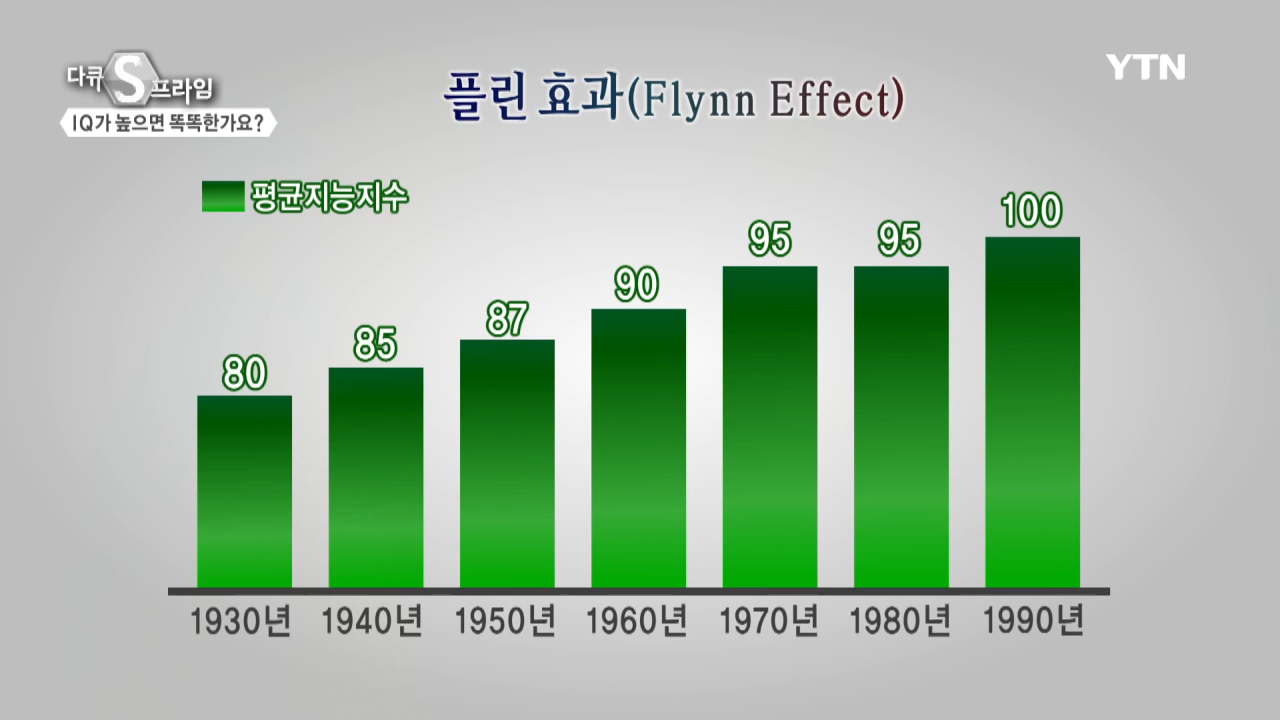 다큐 S 프라임
IQ가 높으면 똑똑한가요?
YTN
플린 효과(Flynn Effect)
평균지능지수
80
85
87
90
95
95
100
1930년
1940년
1950년
1960년
1970년
1980년
1990년